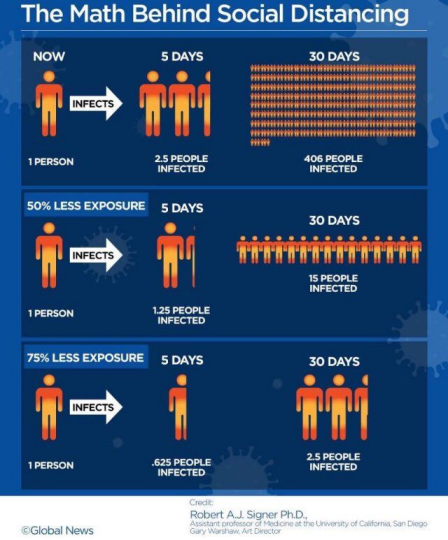 The Math Behind Social Distancing
NOW
5 DAYS
30 DAYS
INFECTS
1 PERSON
2.5 PEOPLE
INFECTED
406 PEOPLE
INFECTED
50% LESS EXPOSURE
5 DAYS
30 DAYS
INFECTS
1 PERSON
1.25 PEOPLE
INFECTED
15 PEOPLE
INFECTED
75% LESS EXPOSURE
5 DAYS
30 DAYS
INFECTS
1 PERSON
.625 PEOPLE
INFECTED
2.5 PEOPLE
INFECTED
©Global News
Credit:
Robert A.J. Signer Ph.D.,
Assistant professor of Medicine at the University of California, San Diego
Gary Warshaw, Art Director